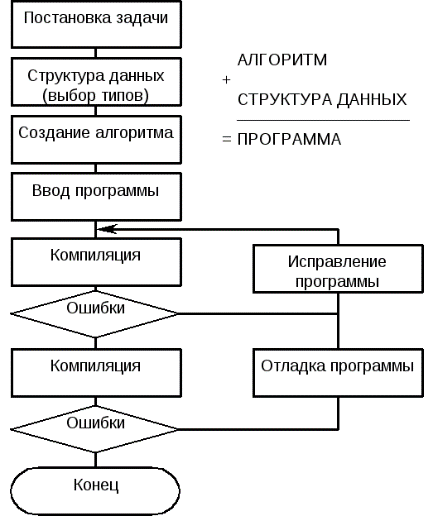 Постановка задачи
Структура данных
(выбор типов)
АЛГОРИТМ
+
СТРУКТУРА ДАННЫХ
= ПРОГРАММА
Создание алгоритма
Ввод программы
Компиляция
Исправление
программы
Ошибки
Компиляция
Отладка программы
Ошибки
Конец